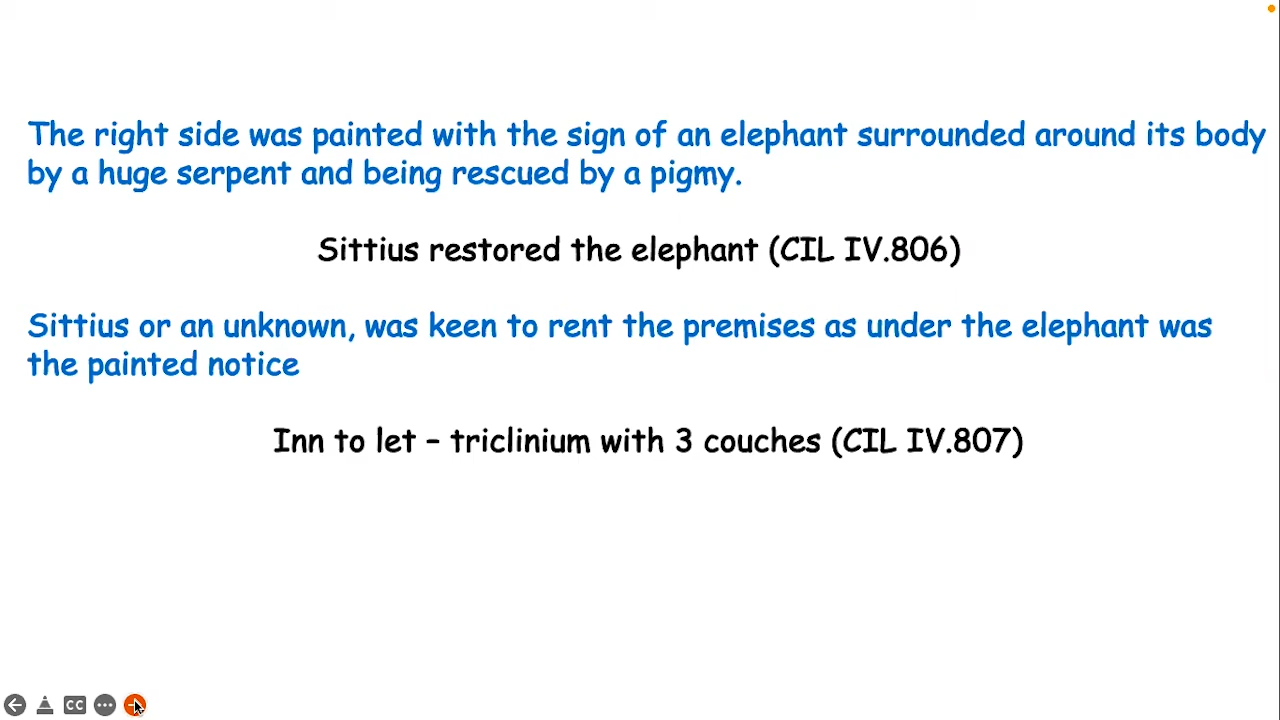 The right side was painted with the sign of an elephant surrounded around its body
by a huge serpent and being rescued by a pigmy.
Sittius restored the elephant (CIL IV.806)
Sittius or an unknown, was keen to rent the premises as under the elephant was
the painted notice
Inn to let – triclinium with 3 couches (CIL IV.807)
CC